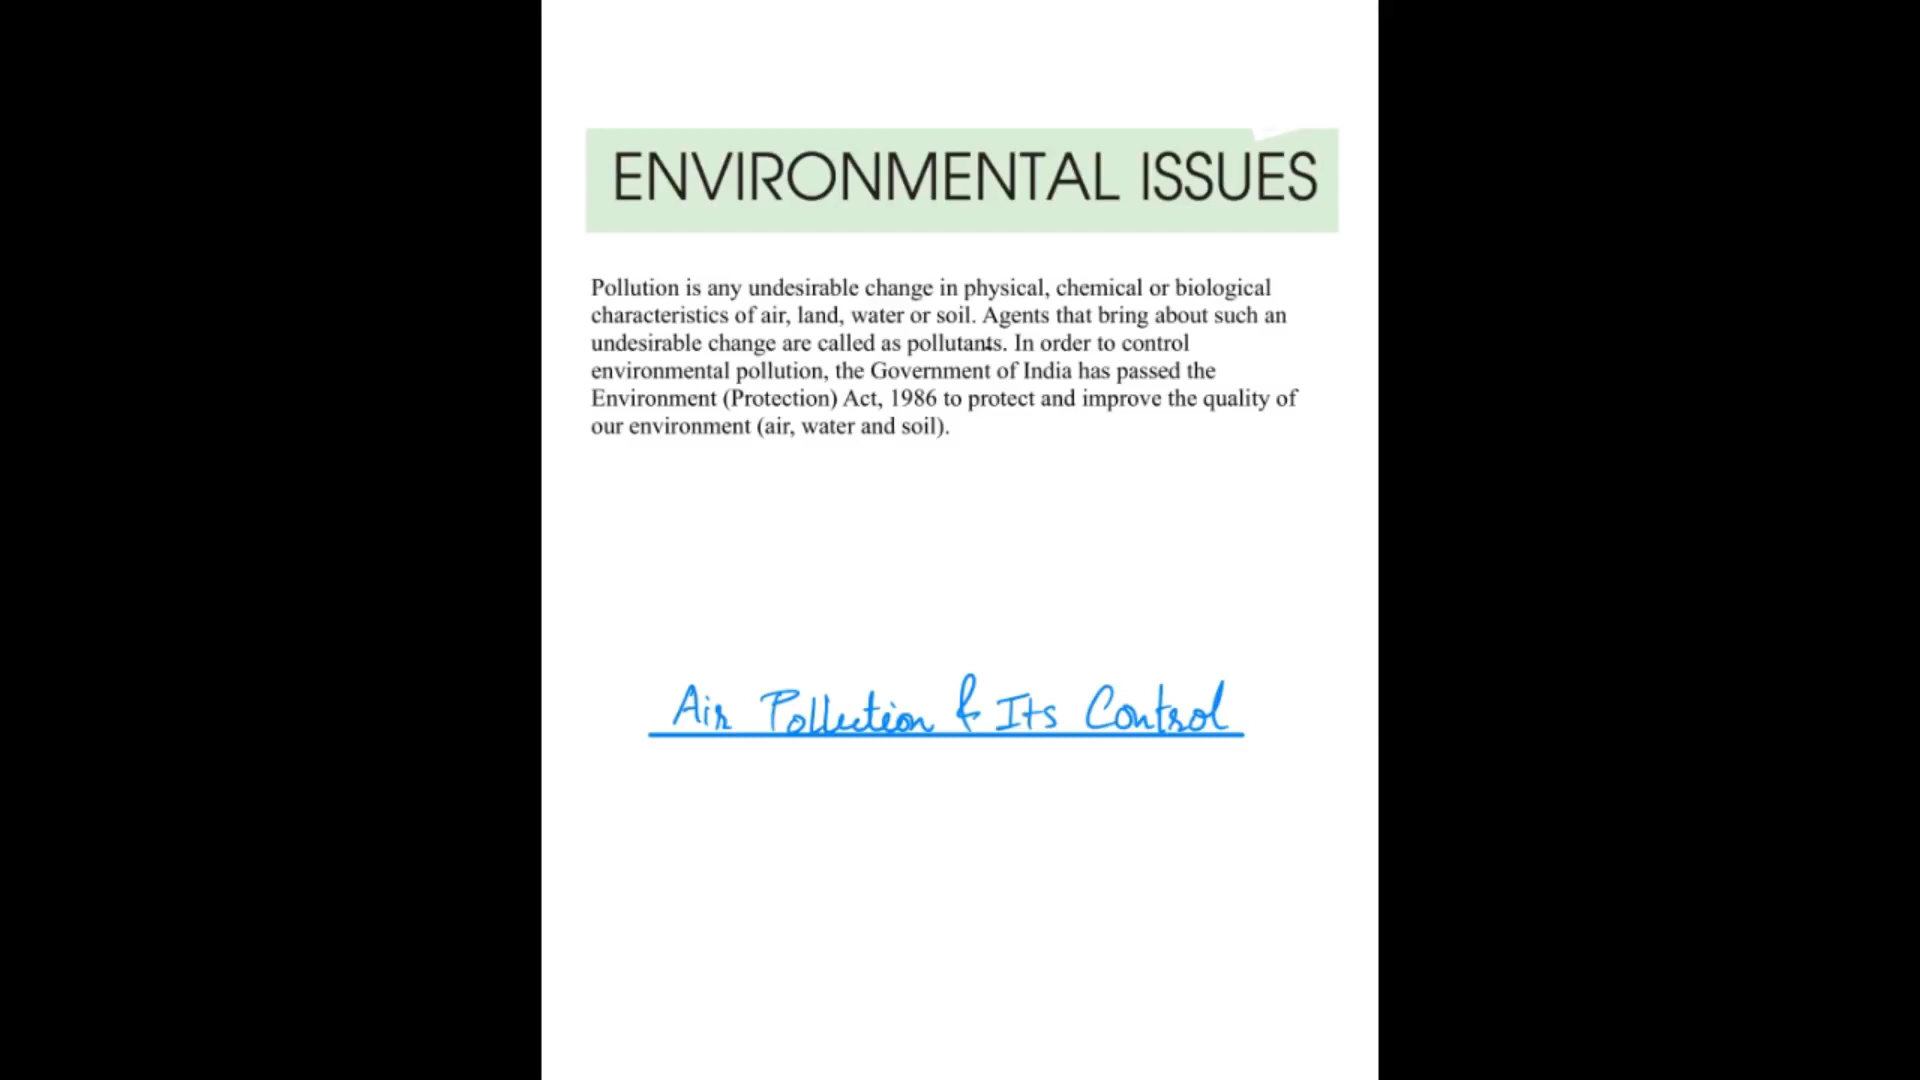 ENVIRONMENTAL ISSUES
Pollution is any undesirable change in physical, chemical or biological
characteristics of air, land, water or soil. Agents that bring about such an
undesirable change are called as pollutants. In order to control
environmental pollution, the Government of India has passed the
Environment (Protection) Act, 1986 to protect and improve the quality of
our environment (air, water and soil).
Air Pollution & Its Control